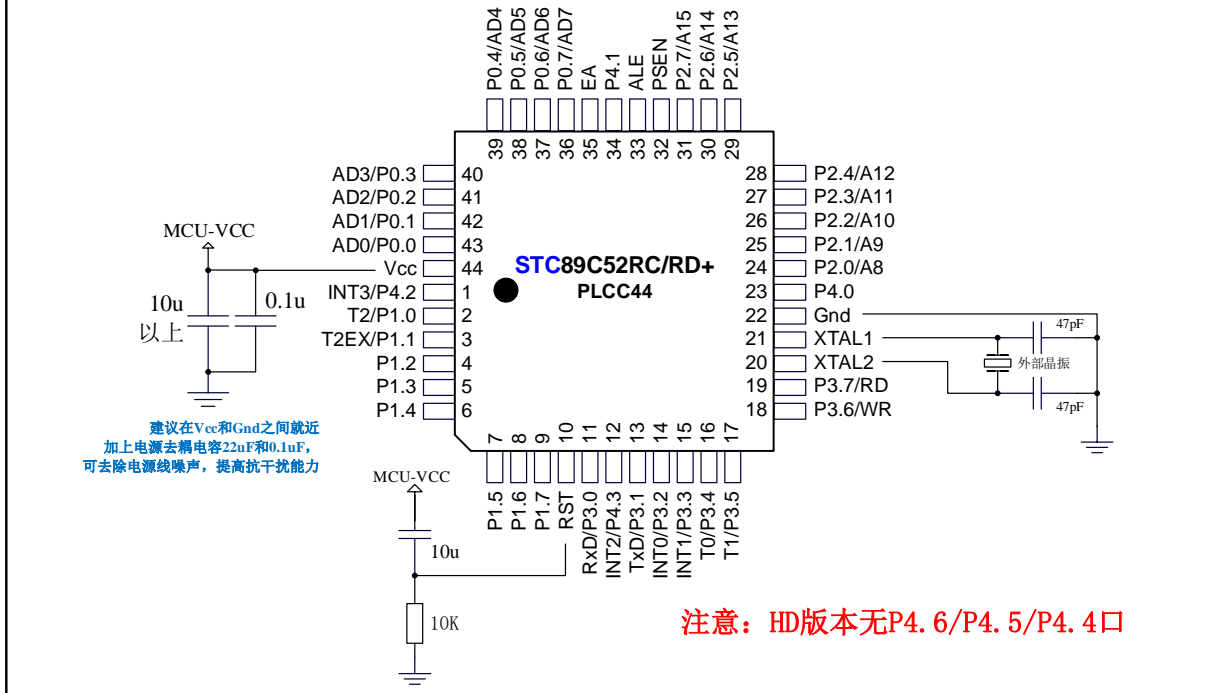 P0.4/AD4
P0.5/AD5
P0.6/AD6
P0.7/AD7
EA
P4.1
ALE
PSEN
P2.7/A15
P2.6/A14
P2.5/A13
39
38
37
36
35
34
33
32
31
30
29
AD3/P0.3 40
AD2/P0.2 41
AD1/P0.1 42
AD0/P0.0 43
Vcc 44
INT3/P4.2 1
T2/P1.0 2
T2EX/P1.1 3
P1.2 4
P1.3 5
P1.4 6
STC89C52RC/RD+
PLCC44
28 P2.4/A12
27 P2.3/A11
26 P2.2/A10
25 P2.1/A9
24 P2.0/A8
23 P4.0
22 Gnd
21 XTAL1
20 XTAL2
19 P3.7/RD
18 P3.6/WR
MCU-VCC
10u
以上
0.1u
47pF
外部晶振
47pF
建议在Vcc和Gnd之间就近
加上电源去耦电容22uF和0.1uF,
可去除电源线噪声，提高抗干扰能力
7
8
9
10
11
12
13
14
15
16
17
P1.5
P1.6
P1.7
RST
RxD/P3.0
INT2/P4.3
TxD/P3.1
INT0/P3.2
INT1/P3.3
T0/P3.4
T1/P3.5
MCU-VCC
10u
10K
注意：HD版本无P4.6/P4.5/P4.4口